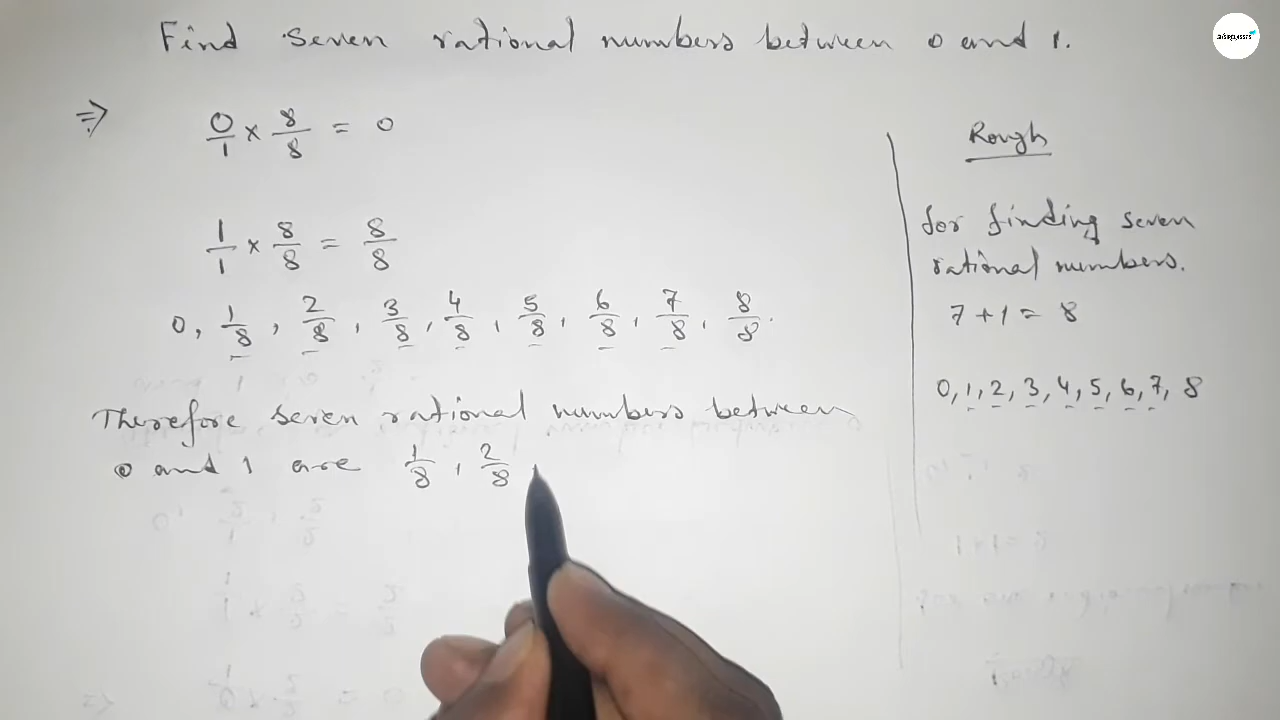 Find seven rational numbers between 0 and 1.
⇒ 0/1 × 8/8 = 0
1/1 × 8/8 = 8/8
0, 1/8, 2/8, 3/8, 4/8, 5/8, 6/8, 7/8, 8/8.
Therefore seven rational numbers between
0 and 1 are 1/8, 2/8
Rough
for finding seven
rational numbers.
7+1= 8
0, 1, 2, 3, 4, 5, 6, 7, 8